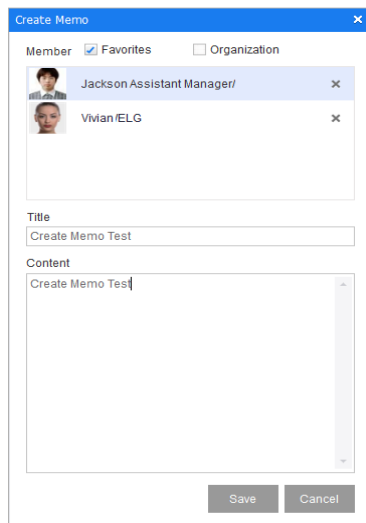 Create Memo
Member Favorites Organization
Jackson Assistant Manager/
Vivian/ELG
Title
Create Memo Test
Content
Create Memo Test
Save Cancel